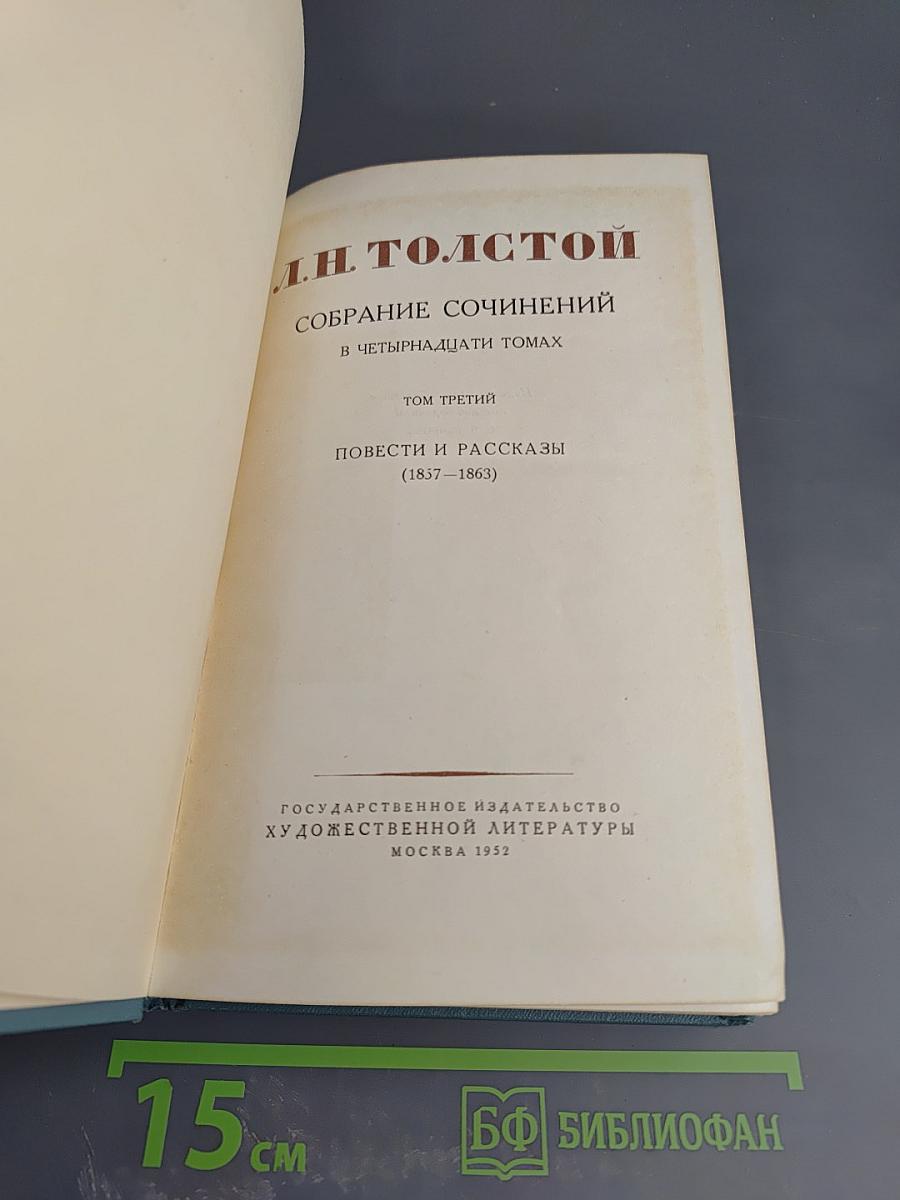 Л.Н. ТОЛСТОЙ
СОБРАНИЕ СОЧИНЕНИЙ
В ЧЕТЫРНАДЦАТИ ТОМАХ
ТОМ ТРЕТИЙ
ПОВЕСТИ И РАССКАЗЫ
(1857—1863)
ГОСУДАРСТВЕННОЕ ИЗДАТЕЛЬСТВО
ХУДОЖЕСТВЕННОЙ ЛИТЕРАТУРЫ
МОСКВА 1952
15 см
БФ БИБЛИОФАН